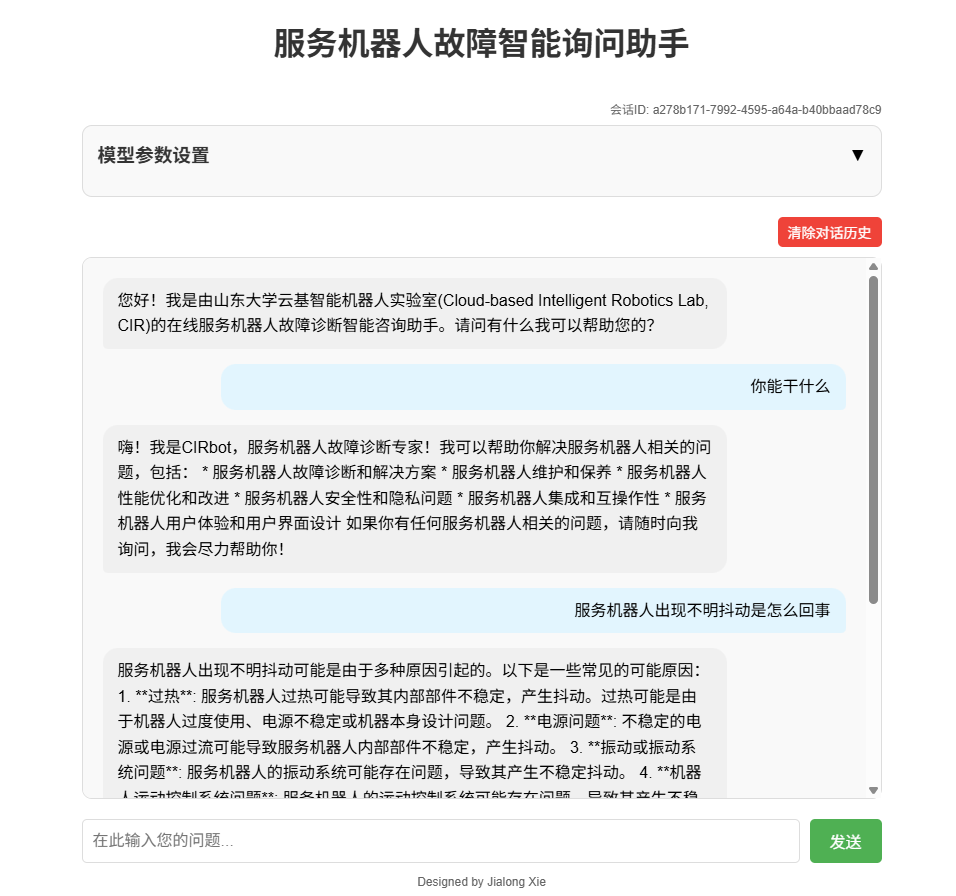 服务机器人故障智能询问助手
会话ID: a278b171-7992-4595-a64a-b40bbaad78c9
模型参数设置
▼
清除对话历史
您好！我是由山东大学云基智能机器人实验室(Cloud-based Intelligent Robotics Lab,
CIR)的在线服务机器人故障诊断智能咨询助手。请问有什么我可以帮助您的？
你能干什么
嗨！我是CIRbot，服务机器人故障诊断专家！我可以帮助你解决服务机器人相关的问
题，包括： * 服务机器人故障诊断和解决方案 * 服务机器人维护和保养 * 服务机器人
性能优化和改进 * 服务机器人安全性和隐私问题 * 服务机器人集成和互操作性 * 服务
机器人用户体验和用户界面设计 如果你有任何服务机器人相关的问题，请随时向我
询问，我会尽力帮助你！
服务机器人出现不明抖动是怎么回事
服务机器人出现不明抖动可能是由于多种原因引起的。以下是一些常见的可能原因：
1. **过热**: 服务机器人过热可能导致其内部部件不稳定，产生抖动。过热可能是由
于机器人过度使用、电源不稳定或机器本身设计问题。 2. **电源问题**: 不稳定的电
源或电源过流可能导致服务机器人内部部件不稳定，产生抖动。 3. **振动或振动系
统问题**: 服务机器人的振动系统可能存在问题，导致其产生不稳定抖动。 4. **机器
人运动控制系统问题**: 服务机器人的运动控制系统可能存在问题，导致其产生不稳
在此输入您的问题...
发送
Designed by Jialong Xie